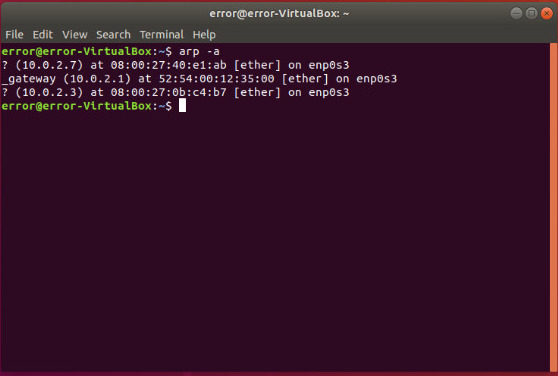 error@error-VirtualBox: ~
File Edit View Search Terminal Help
error@error-VirtualBox:~$ arp -a
? (10.0.2.7) at 08:00:27:40:e1:ab [ether] on enp0s3
_gateway (10.0.2.1) at 52:54:00:12:35:00 [ether] on enp0s3
? (10.0.2.3) at 08:00:27:0b:c4:b7 [ether] on enp0s3
error@error-VirtualBox:~$